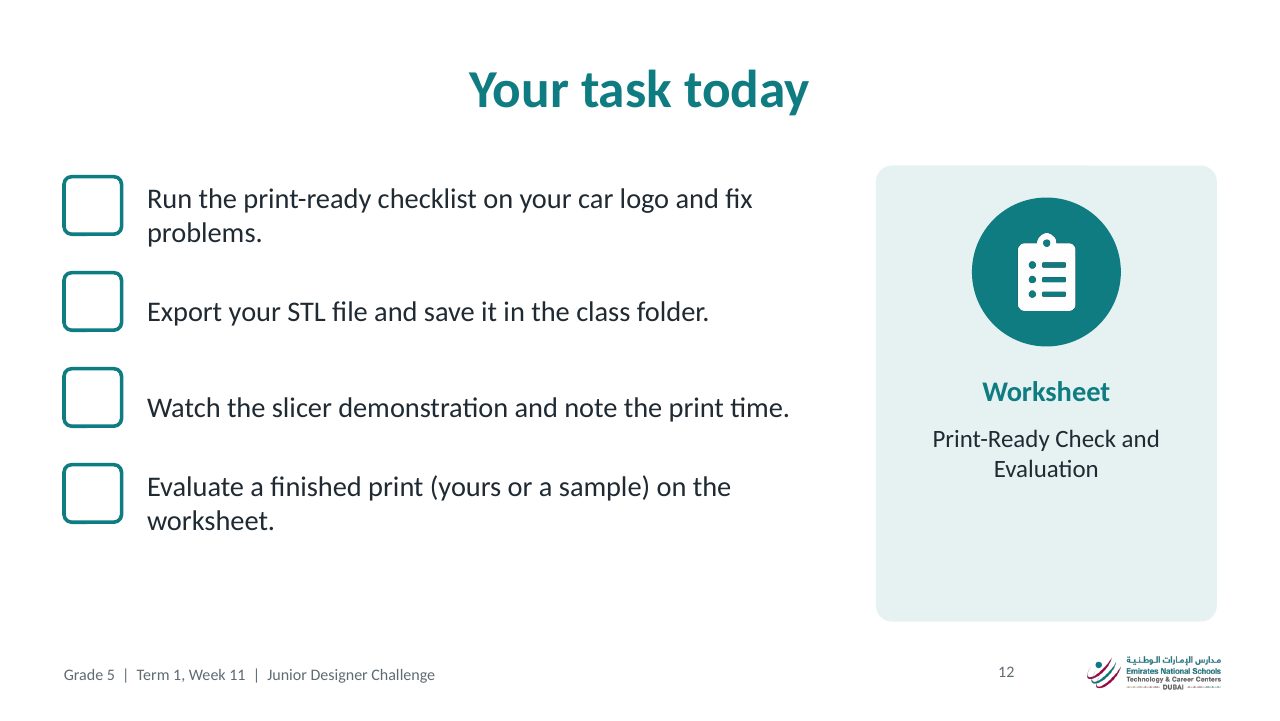 Your task today
Run the print-ready checklist on your car logo and fix
problems.
Export your STL file and save it in the class folder.
Watch the slicer demonstration and note the print time.
Evaluate a finished print (yours or a sample) on the
worksheet.
Worksheet
Print-Ready Check and
Evaluation
Grade 5 | Term 1, Week 11 | Junior Designer Challenge
12
مدارس الإمارات الوطنية
Emirates National Schools
Technology & Career Centers
DUBAI